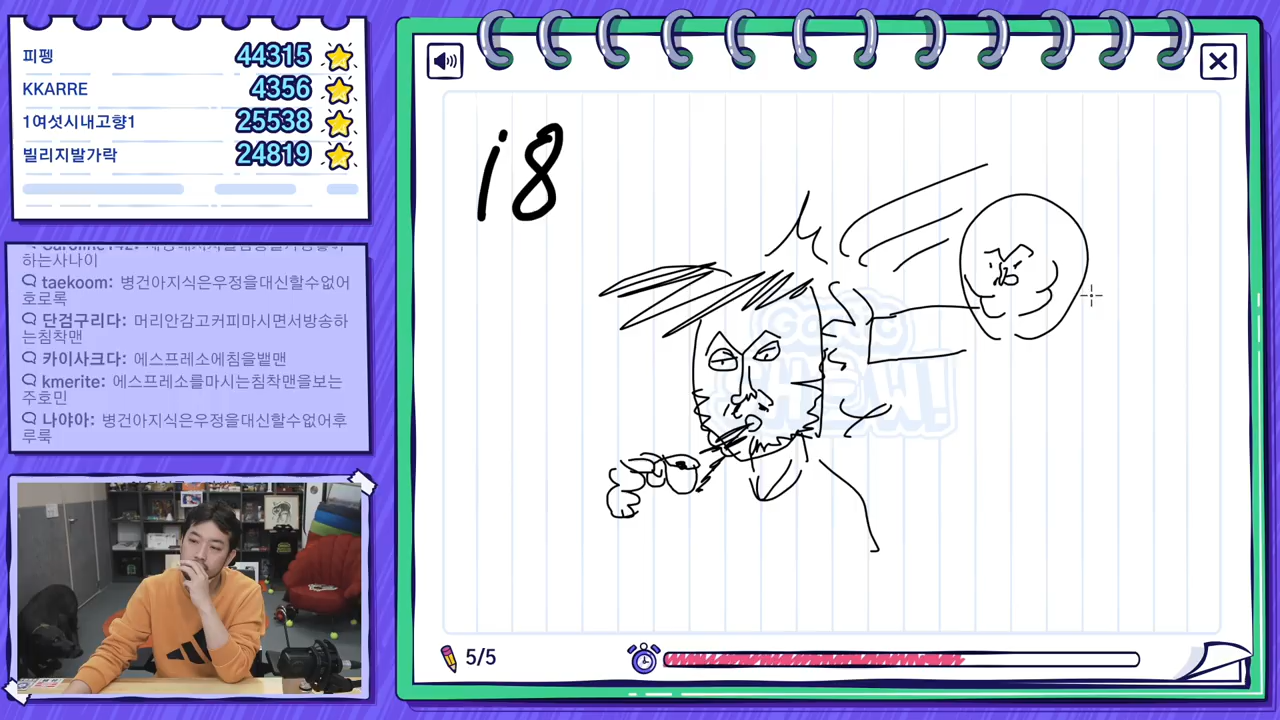 피펭 44315
KKARRE 4356
1여섯시내고향1 25538
빌리지발가락 24819
하는사나이
taekoom: 병건아지식은우정을대신할수없어
호로록
단검구리다: 머리안감고커피마시면서방송하
는침착맨
카이사크다: 에스프레소에침을뱉맨
kmerite: 에스프레소를마시는침착맨을보는
주호민
나야아: 병건아지식은우정을대신할수없어후
루룩
i8
GARTIC
5/5